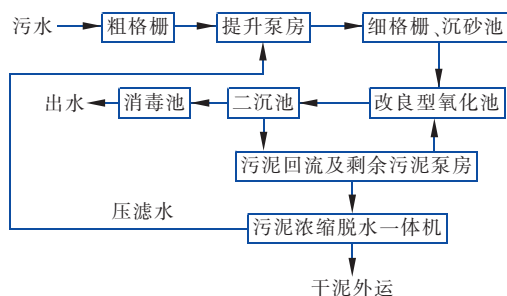 污水
粗格栅
提升泵房
细格栅、沉砂池
出水
消毒池
二沉池
改良型氧化池
污泥回流及剩余污泥泵房
压滤水
污泥浓缩脱水一体机
干泥外运